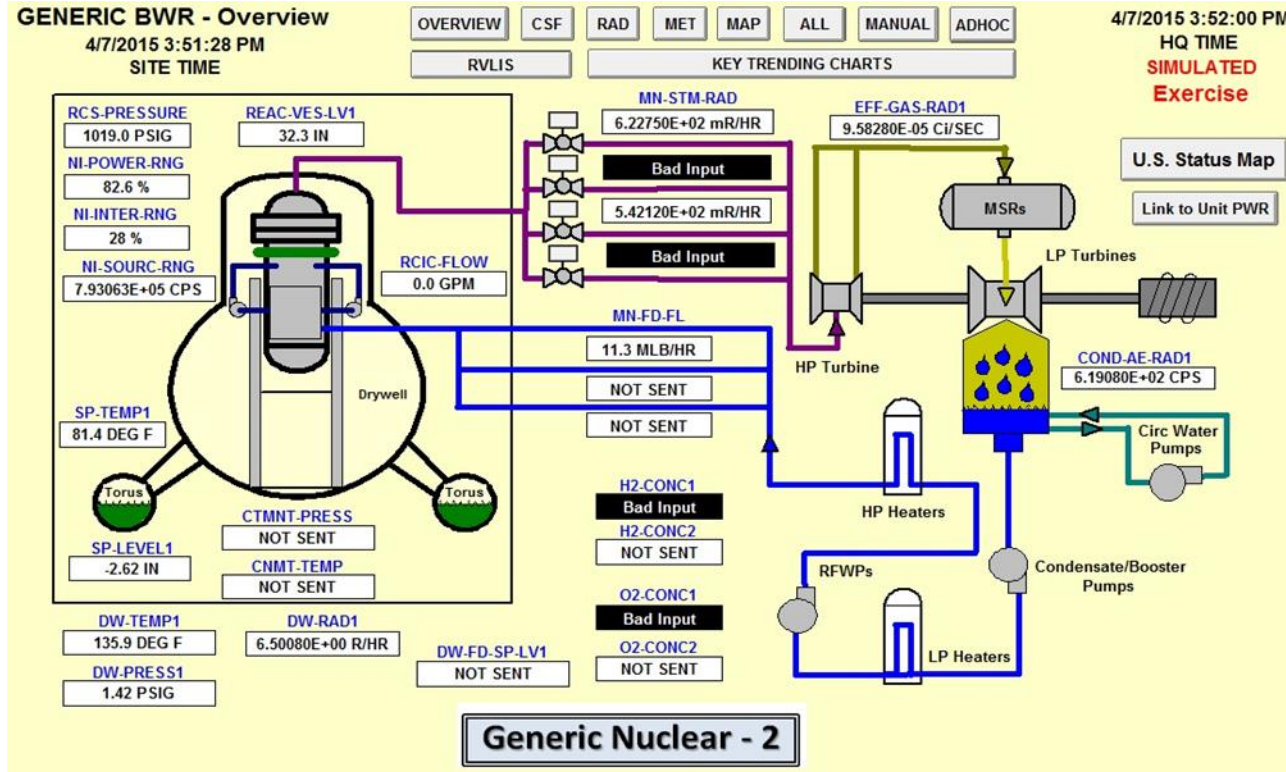 GENERIC BWR - Overview
4/7/2015 3:51:28 PM
SITE TIME
OVERVIEW
CSF
RAD
MET
MAP
ALL
MANUAL
ADHOC
RVLIS
KEY TRENDING CHARTS
4/7/2015 3:52:00 PM
HQ TIME
SIMULATED
Exercise
U.S. Status Map
Link to Unit PWR
RCS-PRESSURE
1019.0 PSIG
NI-POWER-RNG
82.6 %
NI-INTER-RNG
28 %
NI-SOURC-RNG
7.93063E+05 CPS
REAC-VES-LV1
32.3 IN
RCIC-FLOW
0.0 GPM
Drywell
SP-TEMP1
81.4 DEG F
Torus
Torus
SP-LEVEL1
-2.62 IN
CTMNT-PRESS
NOT SENT
CNMT-TEMP
NOT SENT
DW-TEMP1
135.9 DEG F
DW-PRESS1
1.42 PSIG
DW-RAD1
6.50080E+00 R/HR
DW-FD-SP-LV1
NOT SENT
MN-STM-RAD
6.22750E+02 mR/HR
Bad Input
5.42120E+02 mR/HR
Bad Input
MN-FD-FL
11.3 MLB/HR
NOT SENT
NOT SENT
H2-CONC1
Bad Input
H2-CONC2
NOT SENT
O2-CONC1
Bad Input
O2-CONC2
NOT SENT
EFF-GAS-RAD1
9.58280E-05 Ci/SEC
MSRs
LP Turbines
HP Turbine
COND-AE-RAD1
6.19080E+02 CPS
Circ Water
Pumps
HP Heaters
RFWPs
Condensate/Booster
Pumps
LP Heaters
Generic Nuclear - 2